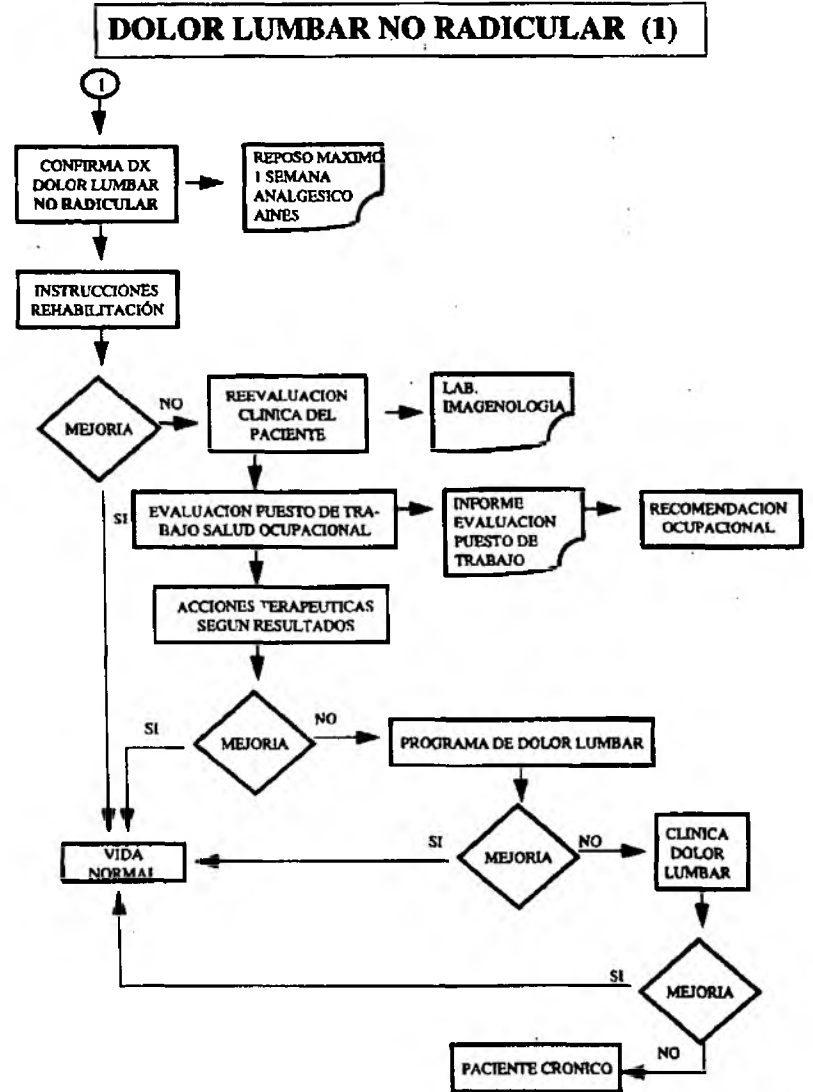 DOLOR LUMBAR NO RADICULAR (1)
1
CONFIRMA DX
DOLOR LUMBAR
NO RADICULAR
REPOSO MAXIMO
1 SEMANA
ANALGESICO
AINES
INSTRUCCIONES
REHABILITACIÓN
MEJORIA
NO
REEVALUACION
CLINICA DEL
PACIENTE
LAB.
IMAGENOLOGIA
SI
EVALUACION PUESTO DE TRA-
BAJO SALUD OCUPACIONAL
INFORME
EVALUACION
PUESTO DE
TRABAJO
RECOMENDACION
OCUPACIONAL
ACCIONES TERAPEUTICAS
SEGUN RESULTADOS
SI
MEJORIA
NO
PROGRAMA DE DOLOR LUMBAR
VIDA
NORMAL
SI
MEJORIA
NO
CLINICA
DOLOR
LUMBAR
SI
MEJORIA
NO
PACIENTE CRONICO